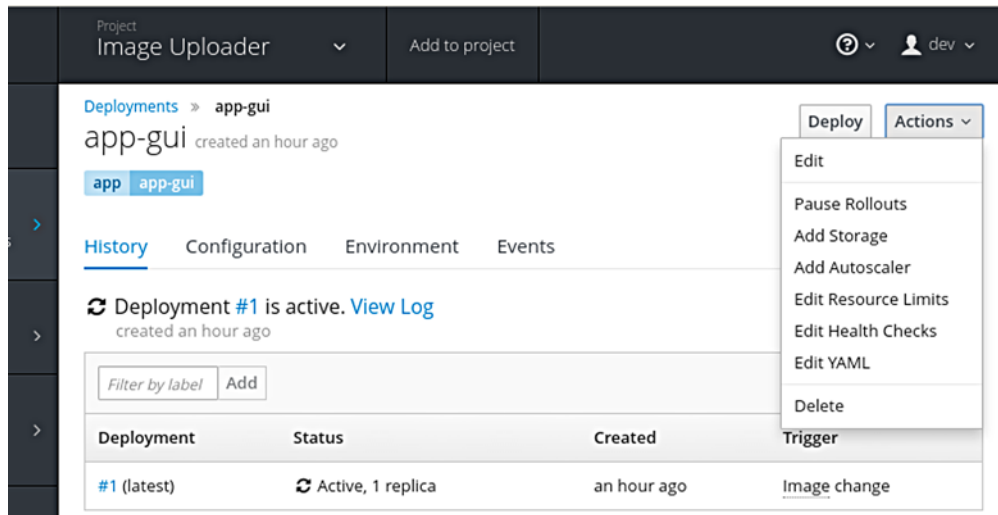 Project
Image Uploader
Add to project
dev
Deployments » app-gui
app-gui created an hour ago
app app-gui
Deploy
Actions
Edit
Pause Rollouts
Add Storage
Add Autoscaler
Edit Resource Limits
Edit Health Checks
Edit YAML
Delete
History Configuration Environment Events
Deployment #1 is active. View Log
created an hour ago
Filter by label Add
Deployment Status Created Trigger
#1 (latest) Active, 1 replica an hour ago Image change